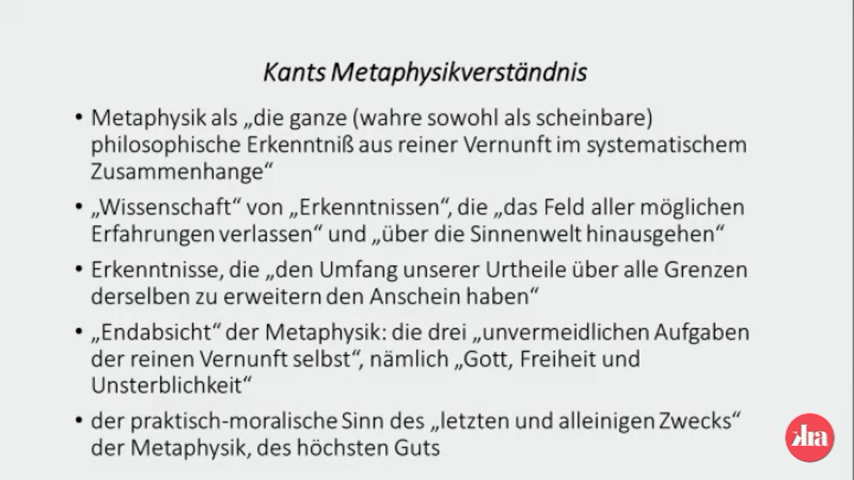 Kants Metaphysikverständnis
• Metaphysik als „die ganze (wahre sowohl als scheinbare)
philosophische Erkenntniß aus reiner Vernunft im systematischem
Zusammenhange“
• „Wissenschaft“ von „Erkenntnissen“, die „das Feld aller möglichen
Erfahrungen verlassen“ und „über die Sinnenwelt hinausgehen“
• Erkenntnisse, die „den Umfang unserer Urtheile über alle Grenzen
derselben zu erweitern den Anschein haben“
• „Endabsicht“ der Metaphysik: die drei „unvermeidlichen Aufgaben
der reinen Vernunft selbst“, nämlich „Gott, Freiheit und
Unsterblichkeit“
• der praktisch-moralische Sinn des „letzten und alleinigen Zwecks“
der Metaphysik, des höchsten Guts